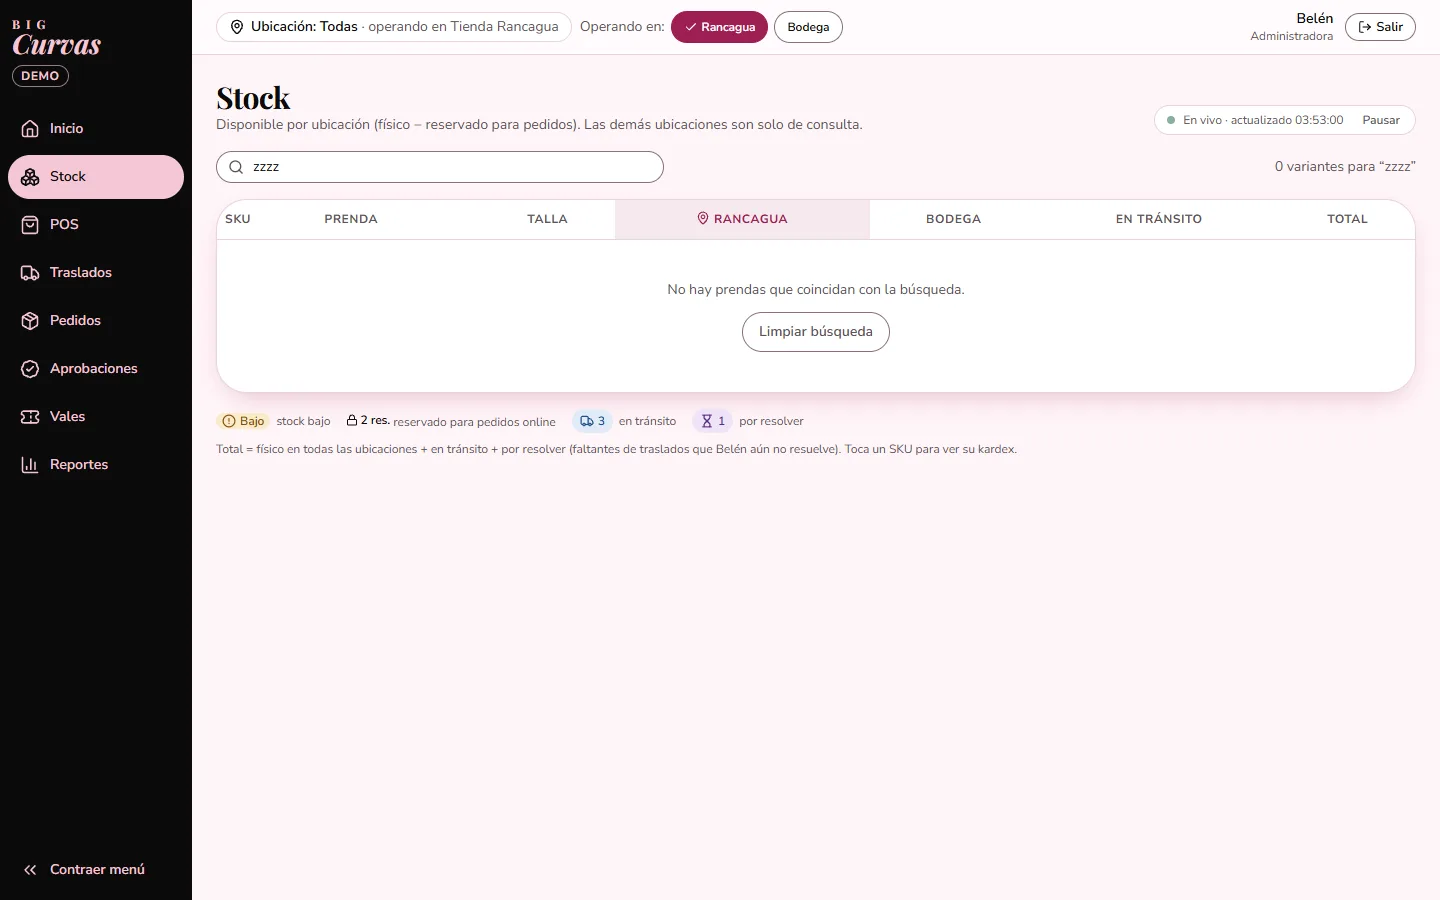 BIG
Curvas
DEMO
Inicio
Stock
POS
Traslados
Pedidos
Aprobaciones
Vales
Reportes
Contraer menú
Ubicación: Todas · operando en Tienda Rancagua
Operando en:
Rancagua
Bodega
Belén
Administradora
Salir
Stock
Disponible por ubicación (físico – reservado para pedidos). Las demás ubicaciones son solo de consulta.
En vivo · actualizado 03:53:00
Pausar
zzzz
0 variantes para “zzzz”
SKU PRENDA TALLA RANCAGUA BODEGA EN TRÁNSITO TOTAL
No hay prendas que coincidan con la búsqueda.
Limpiar búsqueda
Bajo stock bajo 2 res. reservado para pedidos online 3 en tránsito 1 por resolver
Total = físico en todas las ubicaciones + en tránsito + por resolver (faltantes de traslados que Belén aún no resuelve). Toca un SKU para ver su kardex.